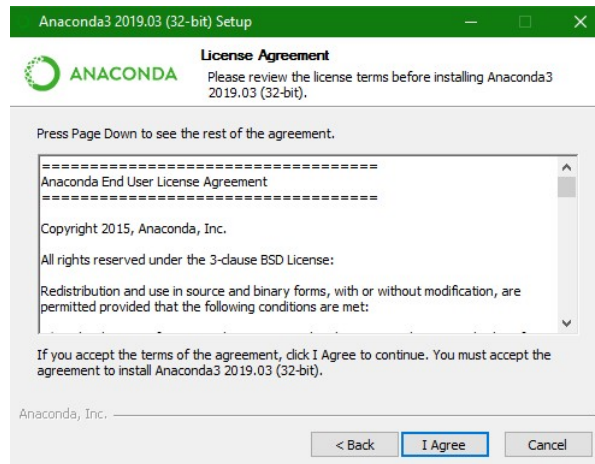 Anaconda3 2019.03 (32-bit) Setup
ANACONDA
License Agreement
Please review the license terms before installing Anaconda3
2019.03 (32-bit).
Press Page Down to see the rest of the agreement.
===================================
Anaconda End User License Agreement
===================================
Copyright 2015, Anaconda, Inc.
All rights reserved under the 3-clause BSD License:
Redistribution and use in source and binary forms, with or without modification, are
permitted provided that the following conditions are met:
If you accept the terms of the agreement, click I Agree to continue. You must accept the
agreement to install Anaconda3 2019.03 (32-bit).
Anaconda, Inc.
< Back
I Agree
Cancel